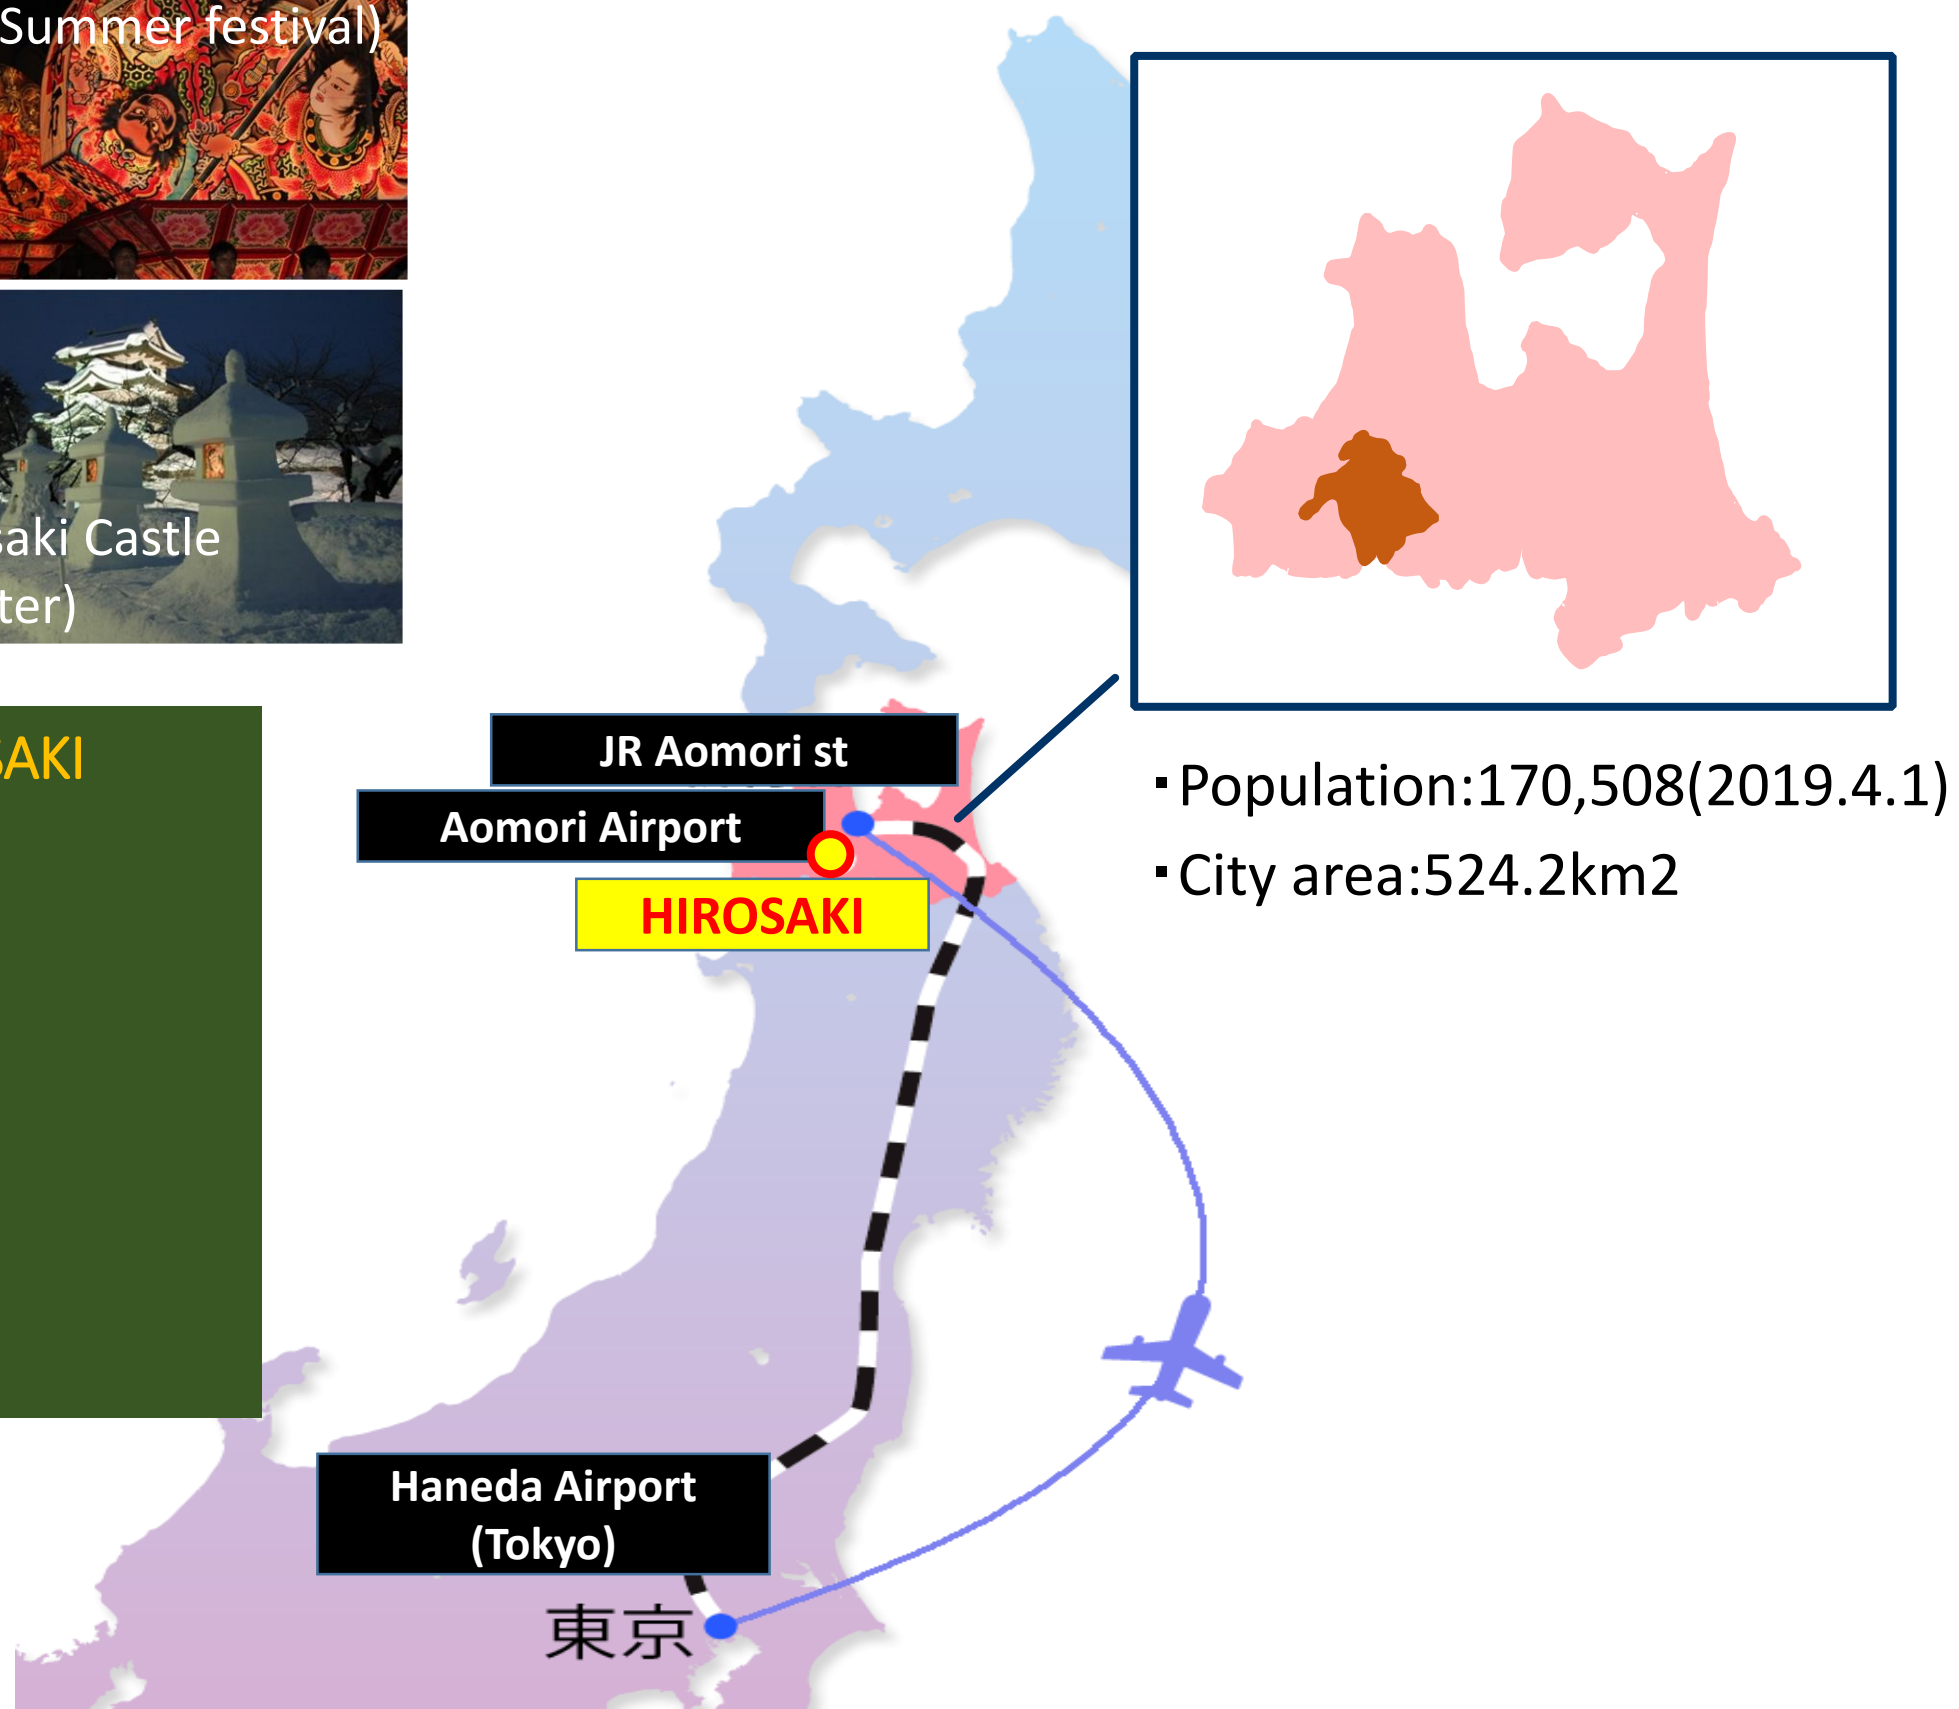 (Summer festival)
saki Castle
ter)
SAKI
JR Aomori st
Aomori Airport
HIROSAKI
・Population:170,508(2019.4.1)
・City area:524.2km2
Haneda Airport
(Tokyo)
東京